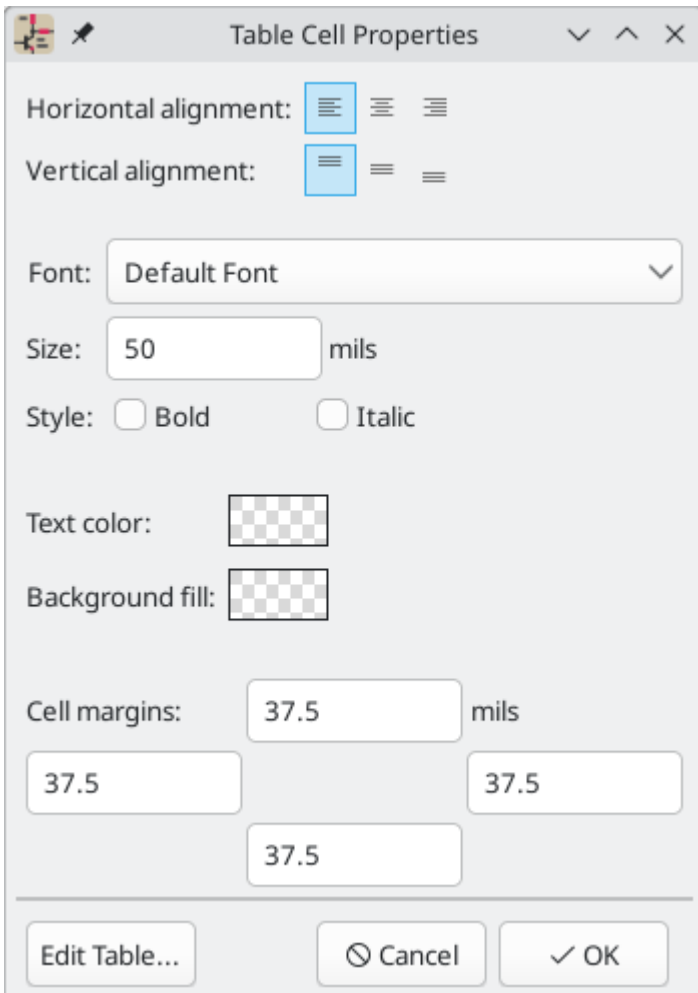 Table Cell Properties
Horizontal alignment:
Vertical alignment:
Font: Default Font
Size: 50 mils
Style: Bold Italic
Text color:
Background fill:
Cell margins: 37.5 mils
37.5 37.5
37.5
Edit Table... Cancel OK